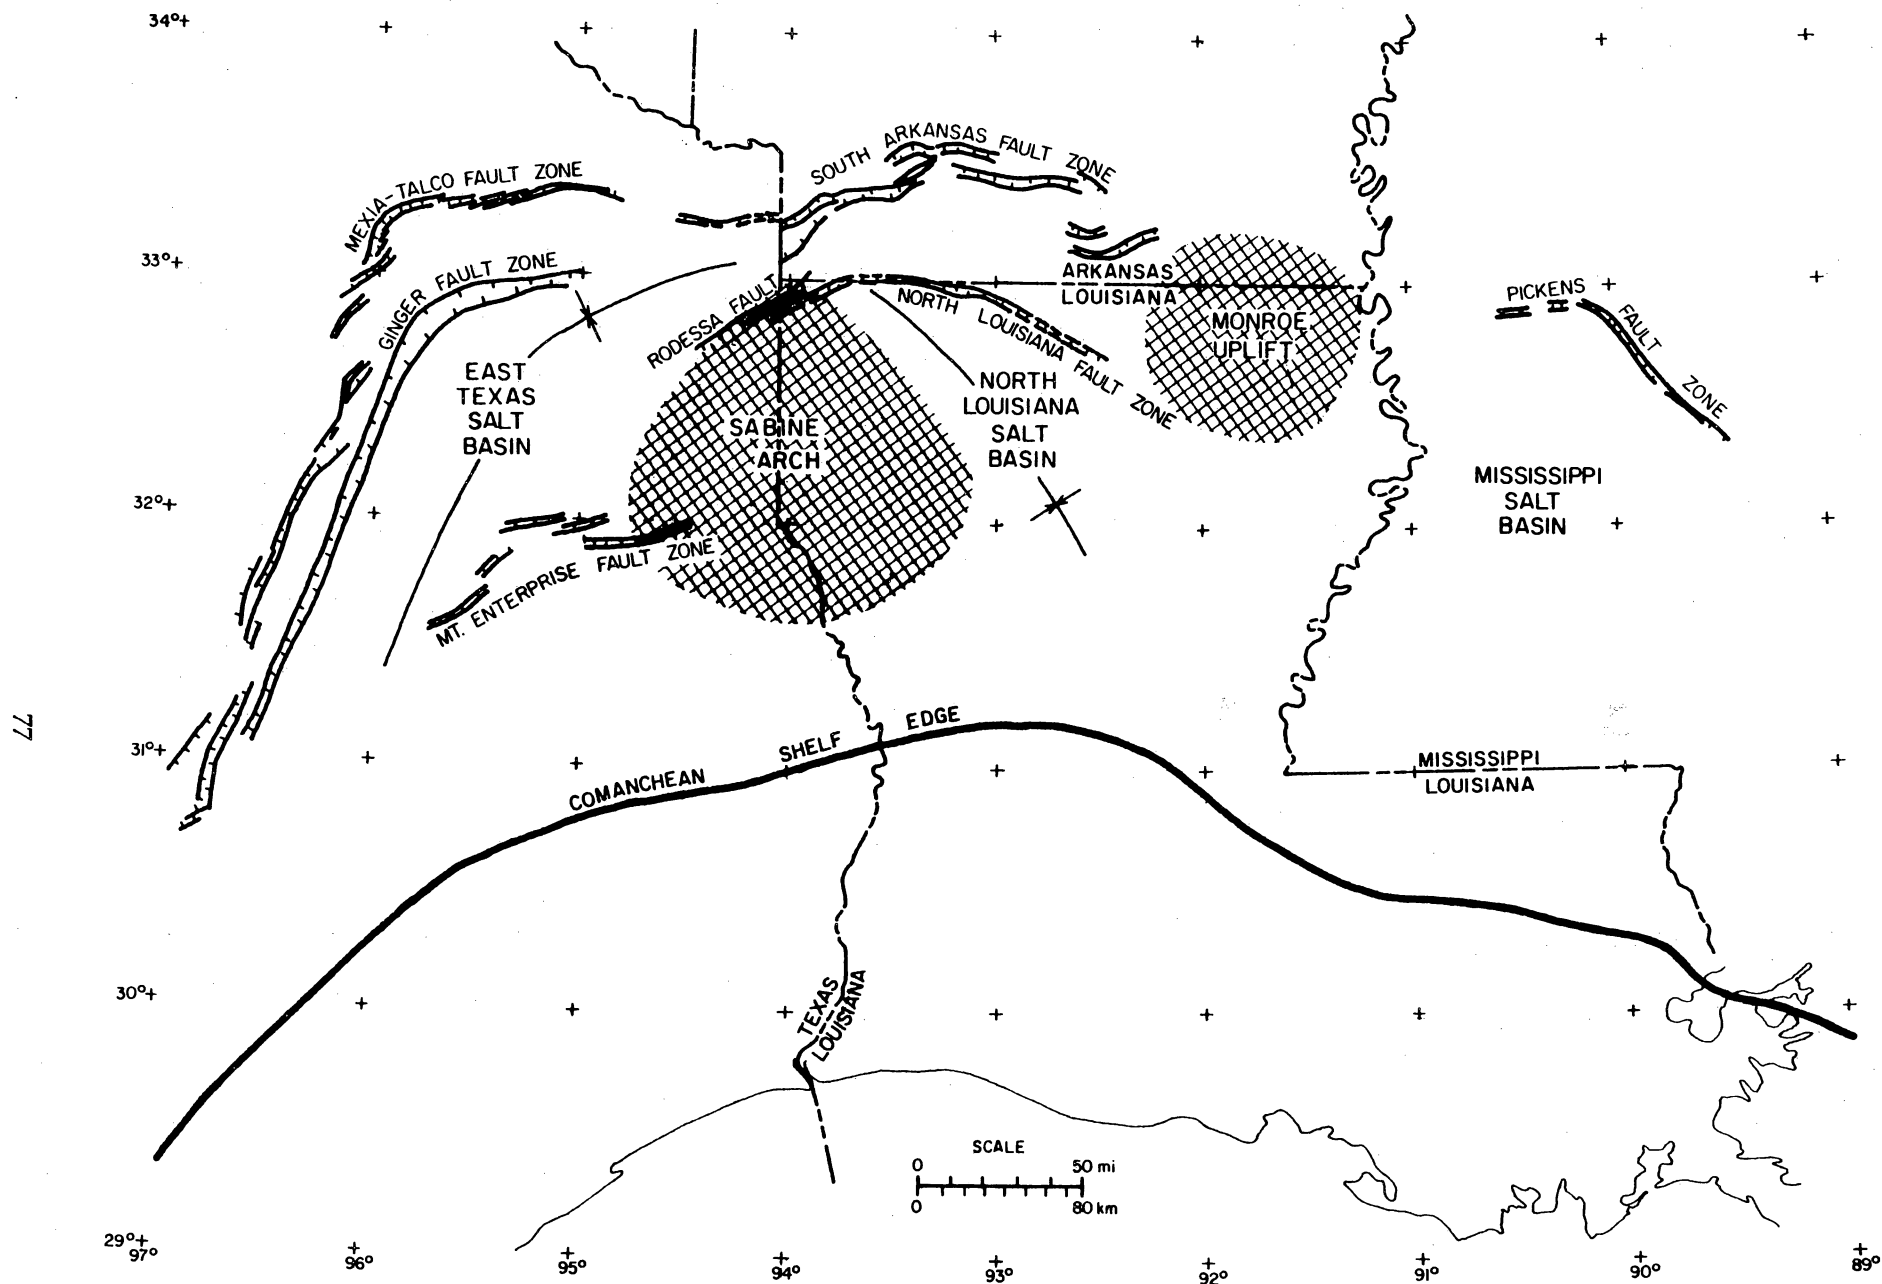 34°
SOUTH ARKANSAS FAULT ZONE
MEXIA-TALCO FAULT ZONE
33°
GINGER FAULT ZONE
ARKANSAS
LOUISIANA
RODESSA FAULT
NORTH LOUISIANA FAULT ZONE
PICKENS FAULT ZONE
MONROE
UPLIFT
EAST
TEXAS
SALT
BASIN
NORTH
LOUISIANA
SALT
BASIN
SABINE
ARCH
MISSISSIPPI
SALT
BASIN
32°
MT. ENTERPRISE FAULT ZONE
77
31°
COMANCHEAN SHELF EDGE
MISSISSIPPI
LOUISIANA
30°
TEXAS
LOUISIANA
SCALE
0 50 mi
0 80 km
29°
97° 96° 95° 94° 93° 92° 91° 90° 89°